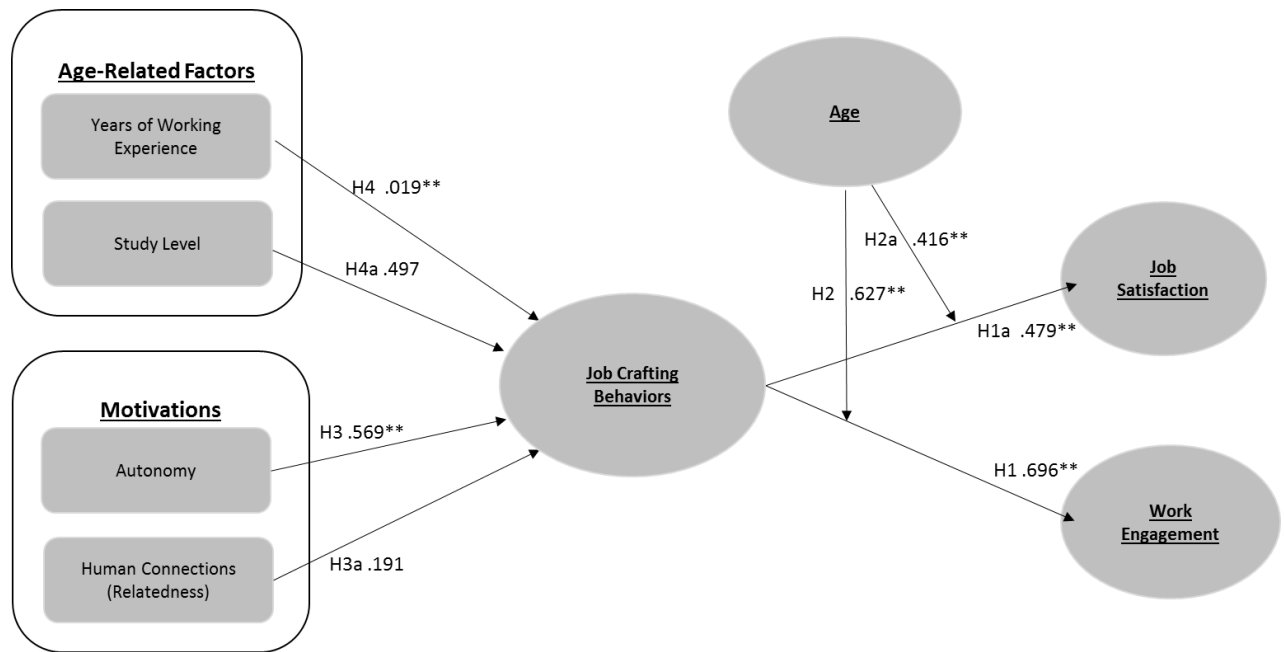 Age-Related Factors
Years of Working
Experience
Study Level
H4 .019**
H4a .497
Motivations
Autonomy
Human Connections
(Relatedness)
H3 .569**
H3a .191
Job Crafting
Behaviors
Age
H2a .416**
H2 .627**
H1a .479**
H1 .696**
Job
Satisfaction
Work
Engagement